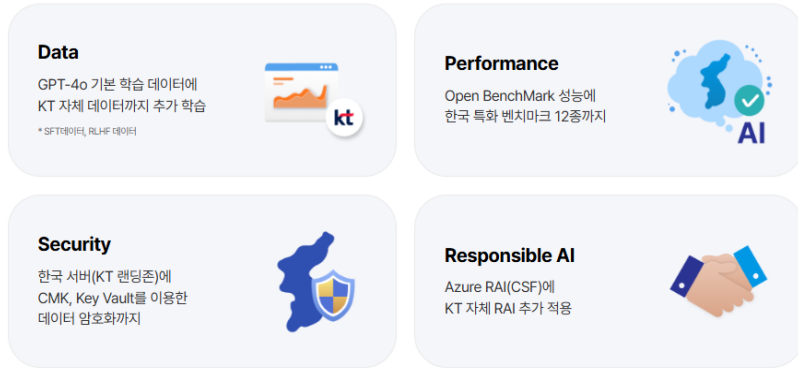 Data
GPT-4o 기본 학습 데이터에
KT 자체 데이터까지 추가 학습
* SFT데이터, RLHF 데이터
kt
Performance
Open BenchMark 성능에
한국 특화 벤치마크 12종까지
AI
Security
한국 서버(KT 랜딩존)에
CMK, Key Vault를 이용한
데이터 암호화까지
Responsible AI
Azure RAI(CSF)에
KT 자체 RAI 추가 적용